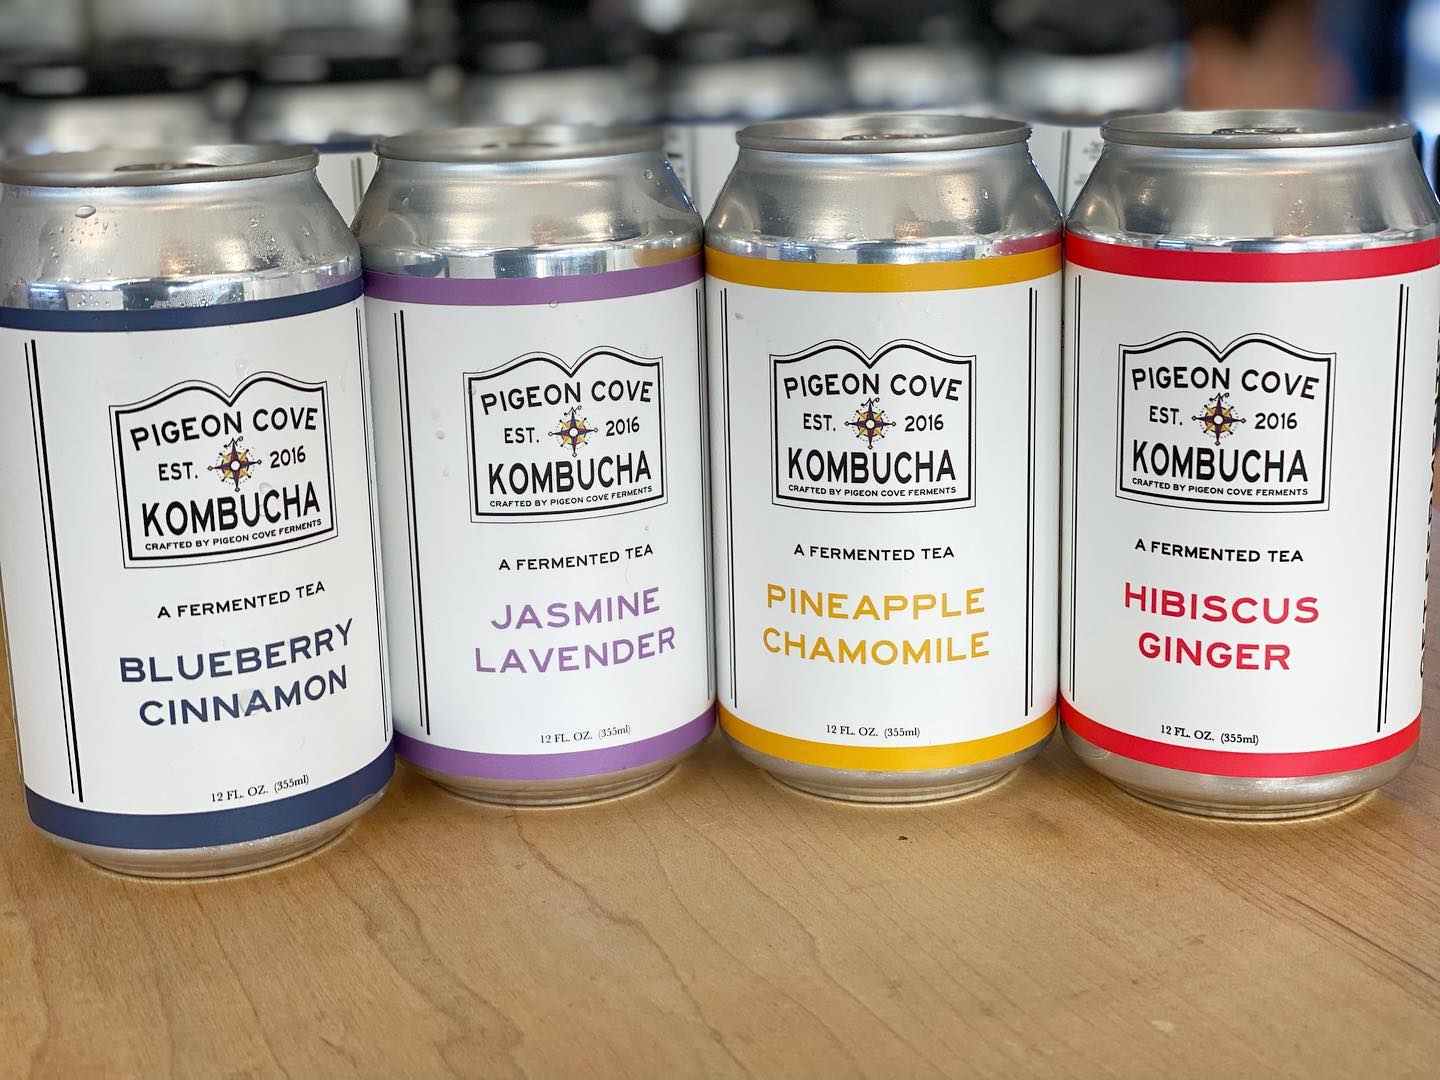 PIGEON COVE
EST. 2016
KOMBUCHA
CRAFTED BY PIGEON COVE FERMENTS
A FERMENTED TEA
BLUEBERRY
CINNAMON
12 FL. OZ. (355ml)
PIGEON COVE
EST. 2016
KOMBUCHA
CRAFTED BY PIGEON COVE FERMENTS
A FERMENTED TEA
JASMINE
LAVENDER
12 FL. OZ. (355ml)
PIGEON COVE
EST. 2016
KOMBUCHA
CRAFTED BY PIGEON COVE FERMENTS
A FERMENTED TEA
PINEAPPLE
CHAMOMILE
12 FL. OZ. (355ml)
PIGEON COVE
EST. 2016
KOMBUCHA
CRAFTED BY PIGEON COVE FERMENTS
A FERMENTED TEA
HIBISCUS
GINGER
12 FL. OZ. (355ml)